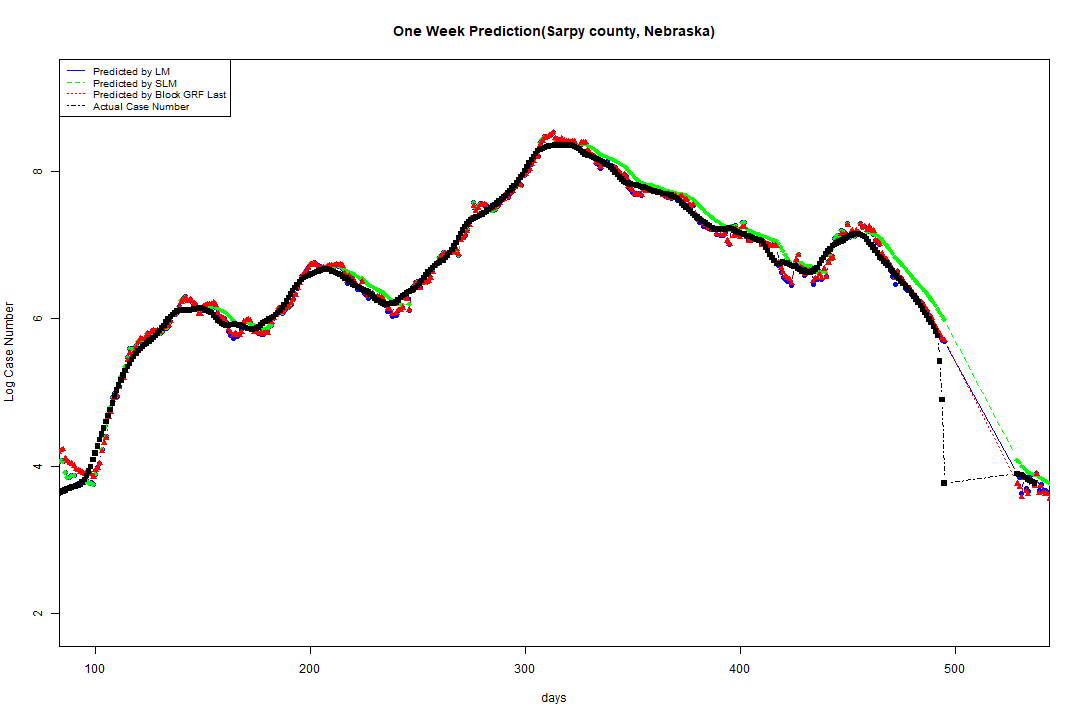 One Week Prediction(Sarpy county, Nebraska)
Predicted by LM
Predicted by SLM
Predicted by Block GRF Last
Actual Case Number
Log Case Number
8
6
4
2
100 200 300 400 500
days